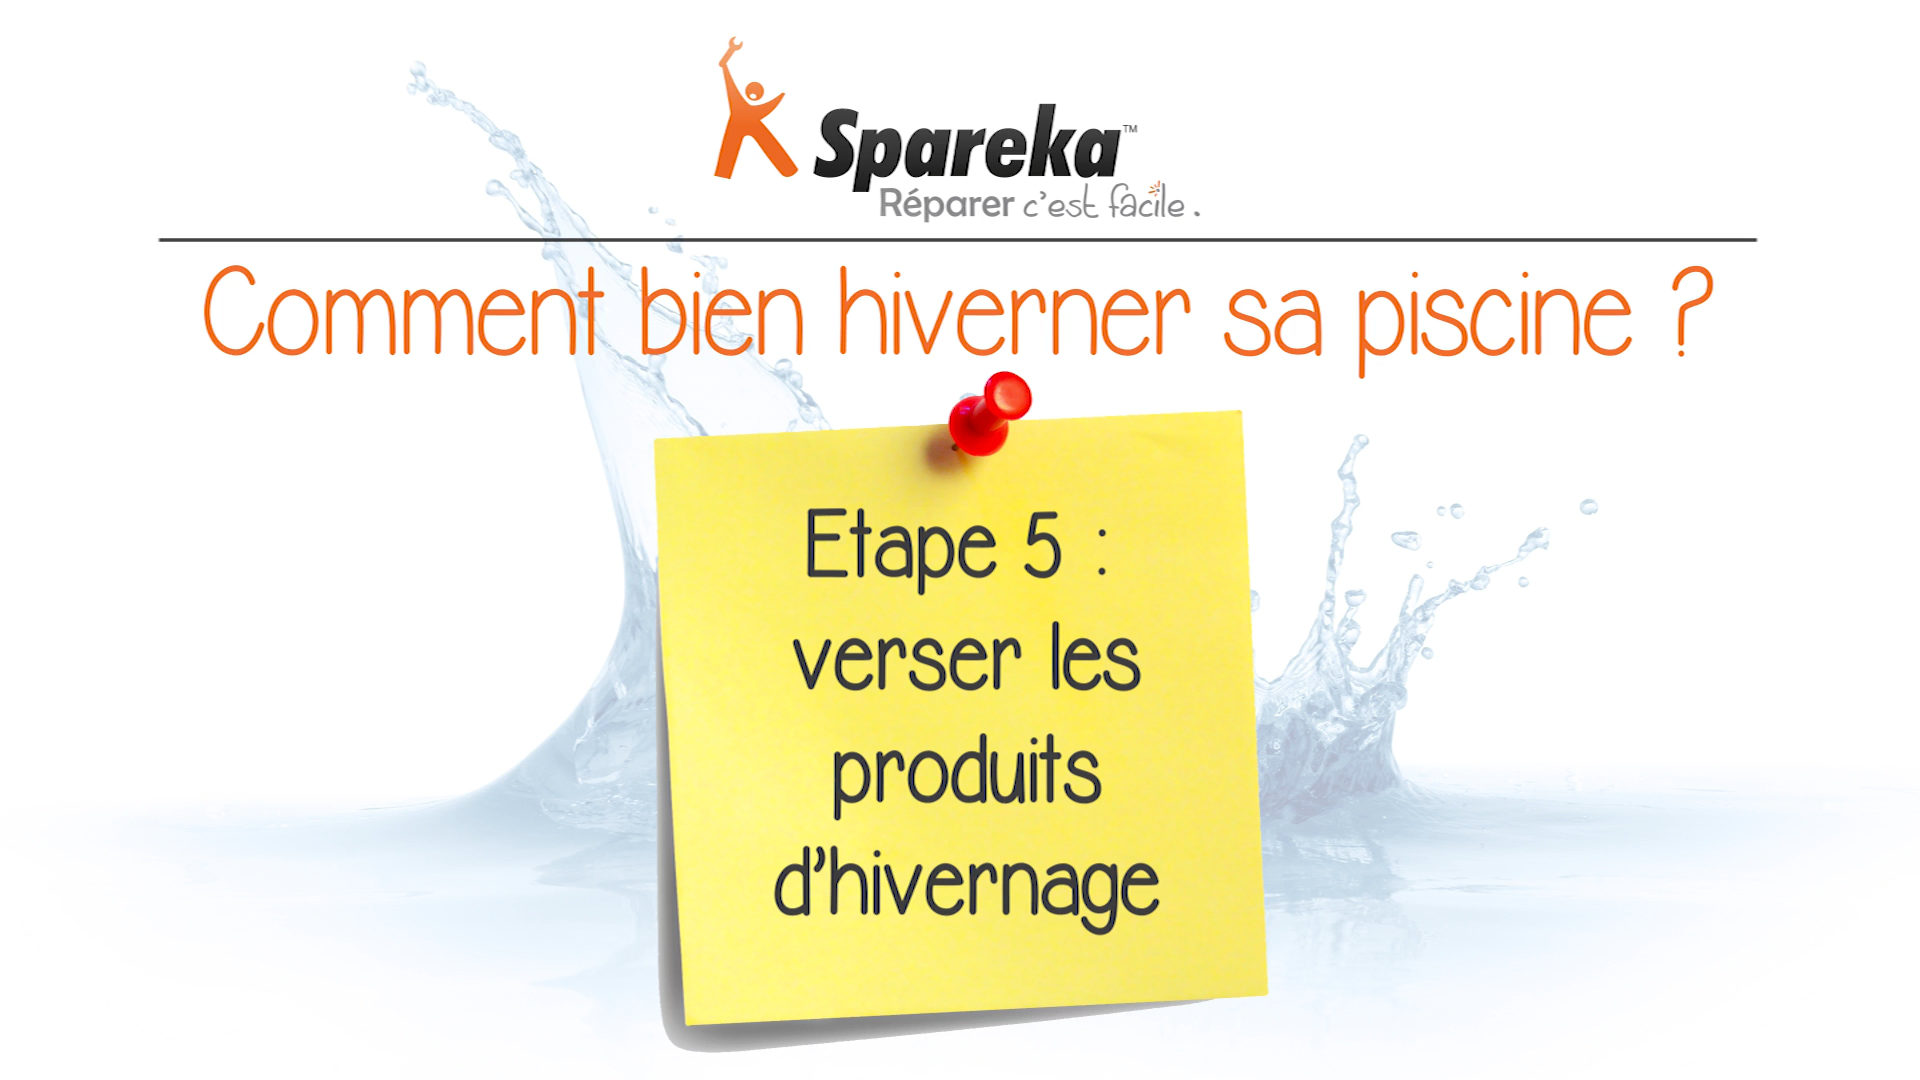 Spareka™
Réparer c'est facile.
Comment bien hiverner sa piscine ?
Etape 5 :
verser les
produits
d'hivernage